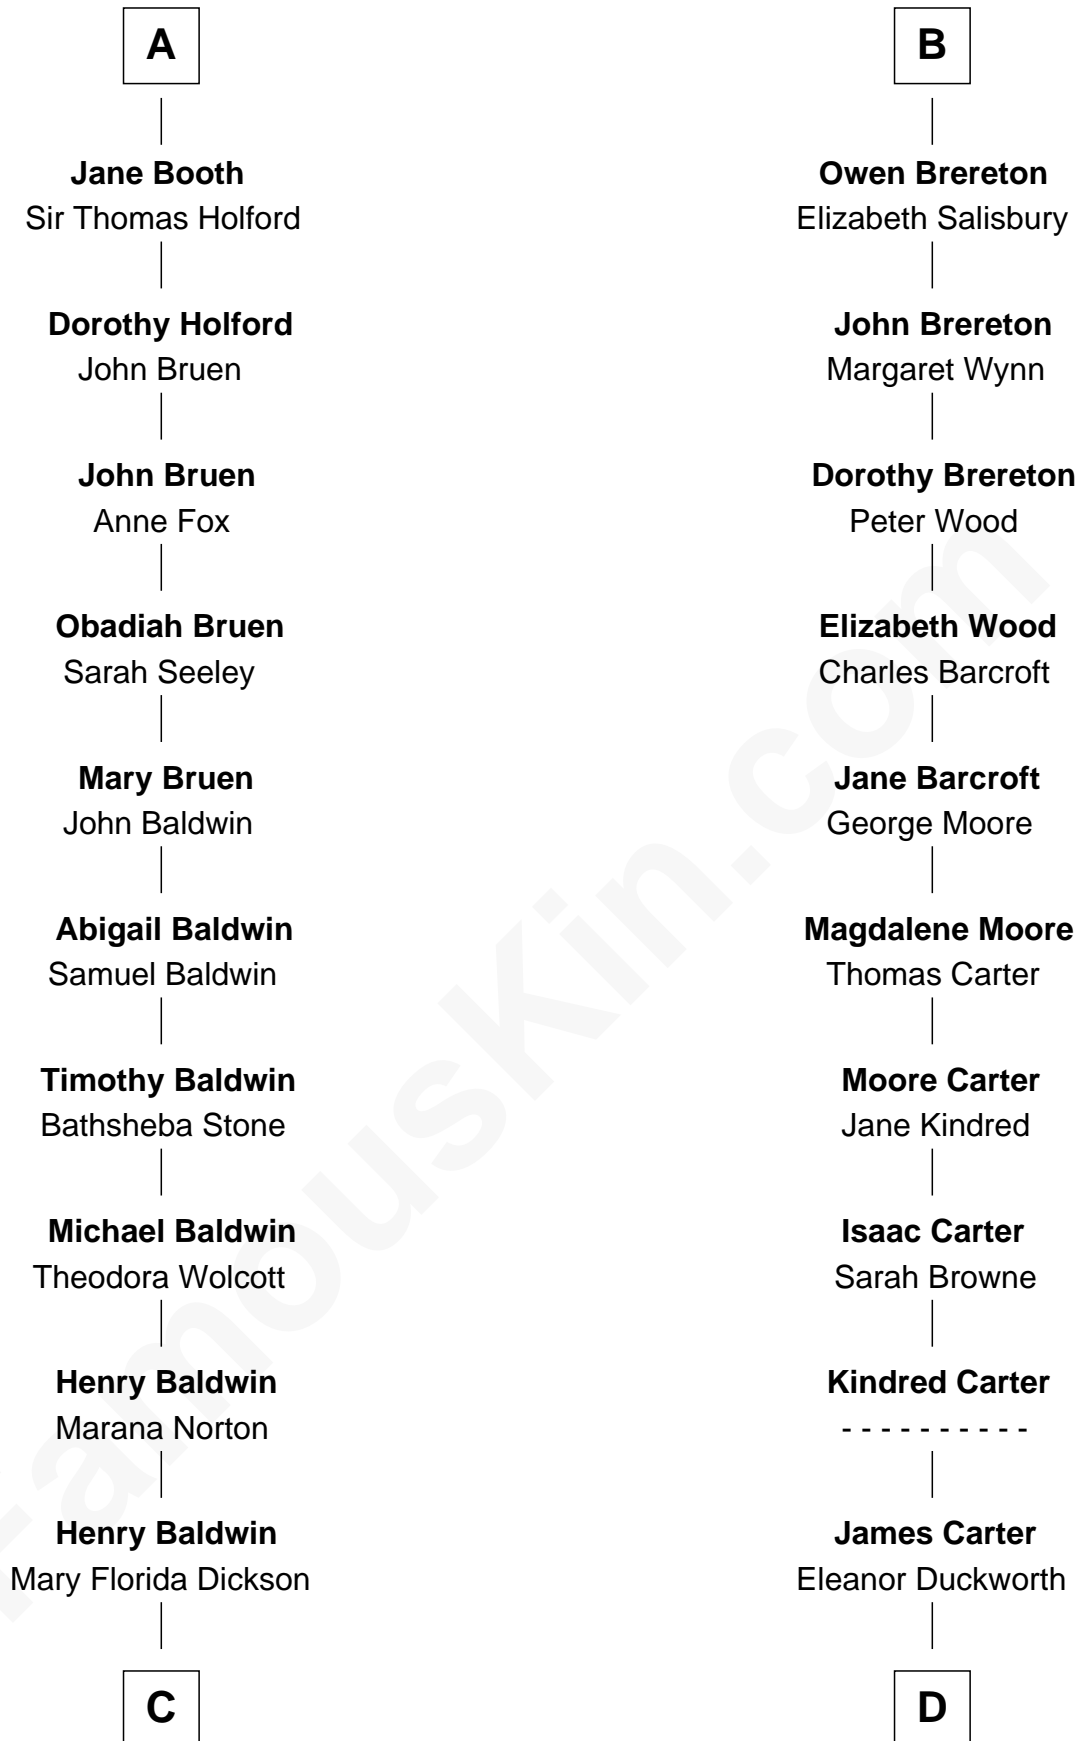 A
Jane Booth
Sir Thomas Holford
Dorothy Holford
John Bruen
John Bruen
Anne Fox
Obadiah Bruen
Sarah Seeley
Mary Bruen
John Baldwin
Abigail Baldwin
Samuel Baldwin
Timothy Baldwin
Bathsheba Stone
Michael Baldwin
Theodora Wolcott
Henry Baldwin
Marana Norton
Henry Baldwin
Mary Florida Dickson
C
B
Owen Brereton
Elizabeth Salisbury
John Brereton
Margaret Wynn
Dorothy Brereton
Peter Wood
Elizabeth Wood
Charles Barcroft
Jane Barcroft
George Moore
Magdalene Moore
Thomas Carter
Moore Carter
Jane Kindred
Isaac Carter
Sarah Browne
Kindred Carter
- - - - - - - - - -
James Carter
Eleanor Duckworth
D
FamousKin.com